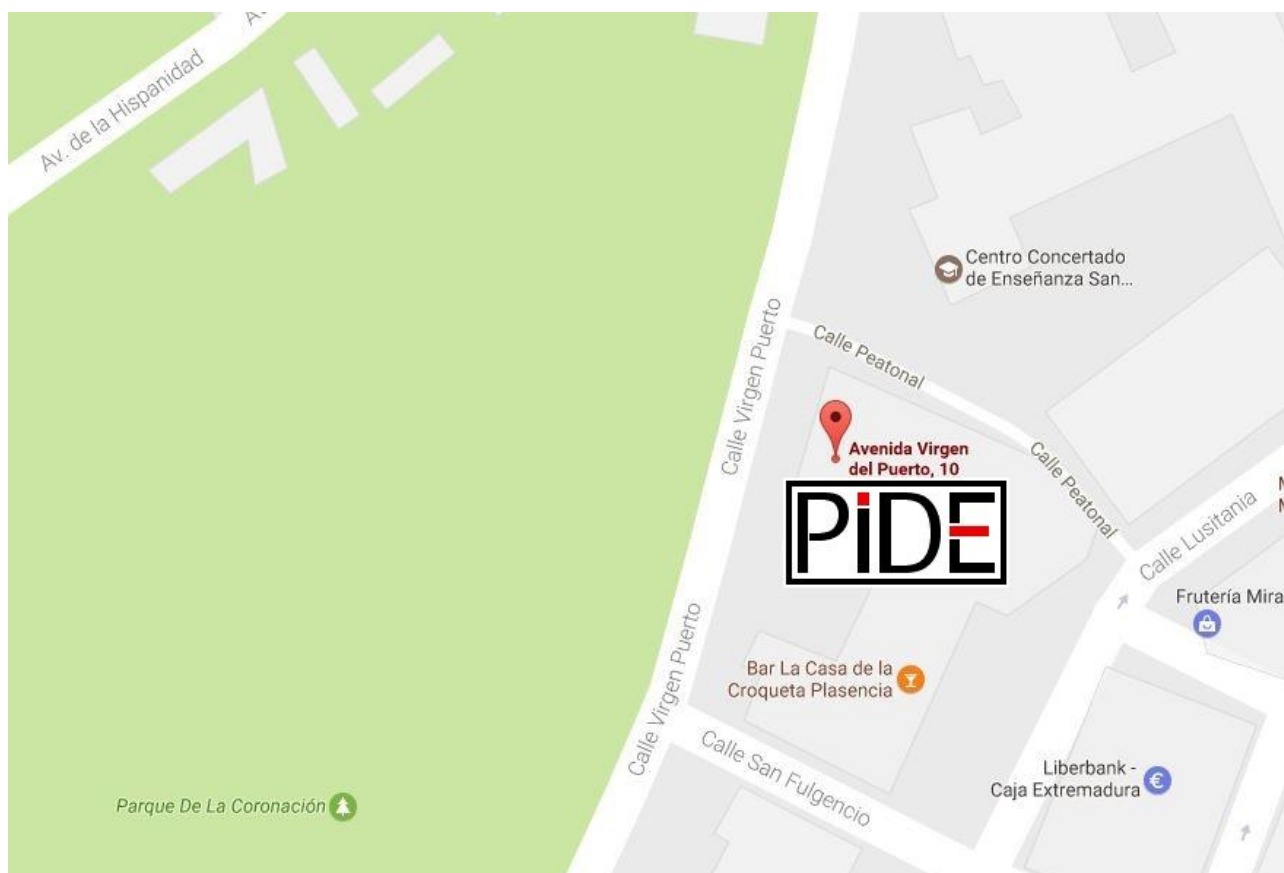 Av. de la Hispanidad
Centro Concertado
de Enseñanza San...
Calle Virgen Puerto
Calle Peatonal
Avenida Virgen
del Puerto, 10
Calle Peatonal
PiDE
Calle Lusitania
Frutería Mira
Calle Virgen Puerto
Bar La Casa de la
Croqueta Plasencia
Calle San Fulgencio
Liberbank -
Caja Extremadura
Parque De La Coronación